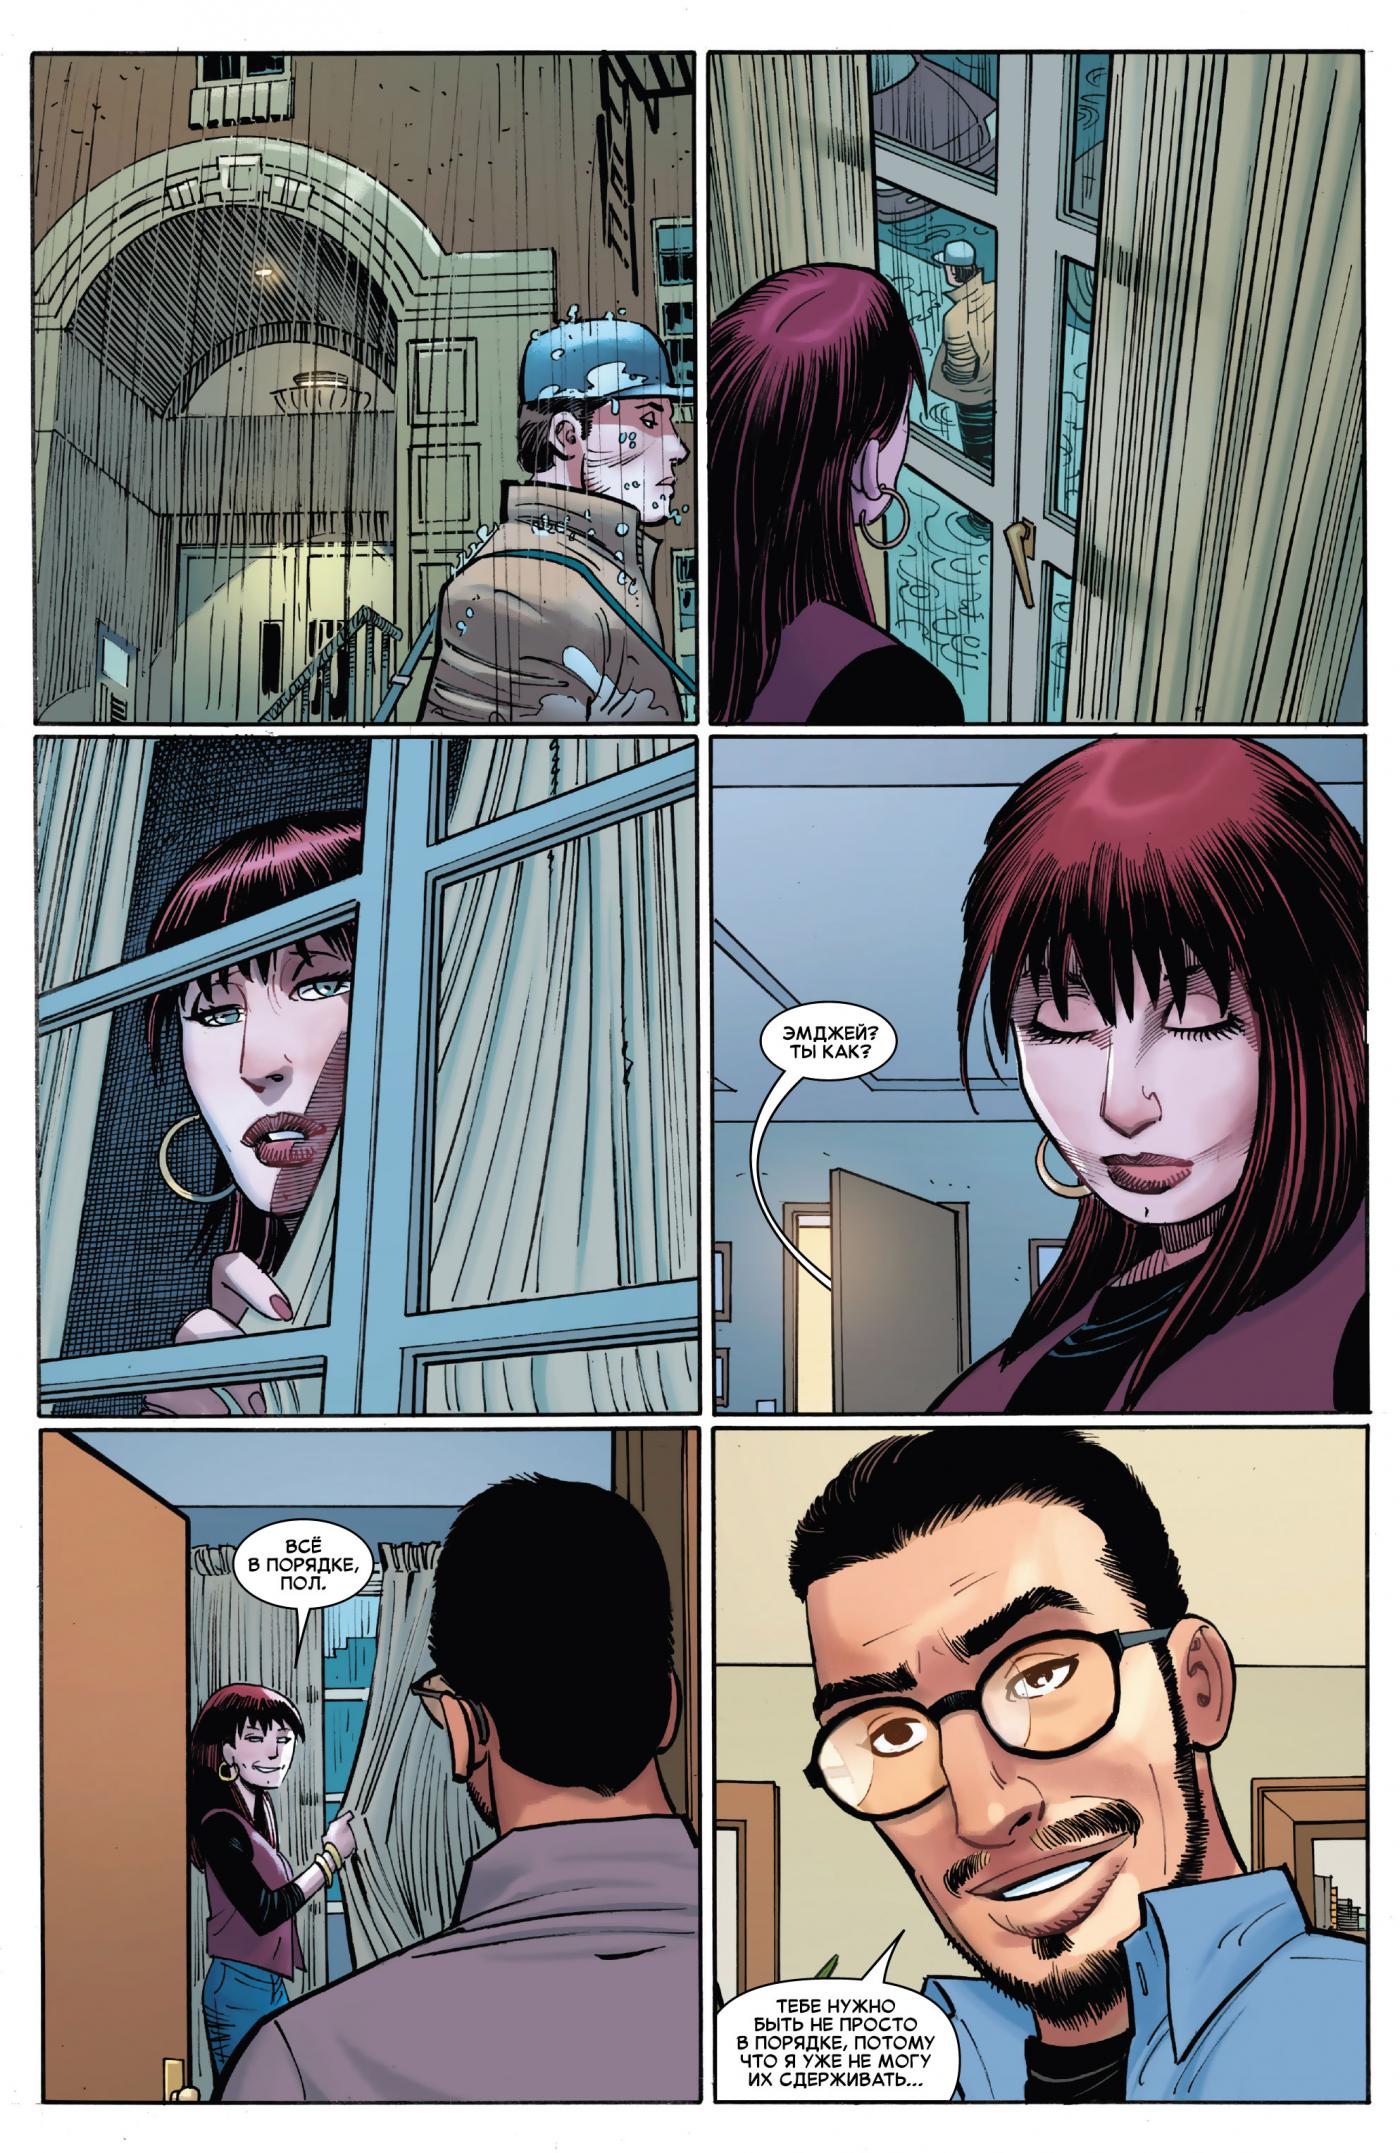 ЭМДЖЕЙ?
ТЫ КАК?
ВСЁ
В ПОРЯДКЕ,
ПОЛ.
ТЕБЕ НУЖНО
БЫТЬ НЕ ПРОСТО
В ПОРЯДКЕ, ПОТОМУ
ЧТО Я УЖЕ НЕ МОГУ
ИХ СДЕРЖИВАТЬ...